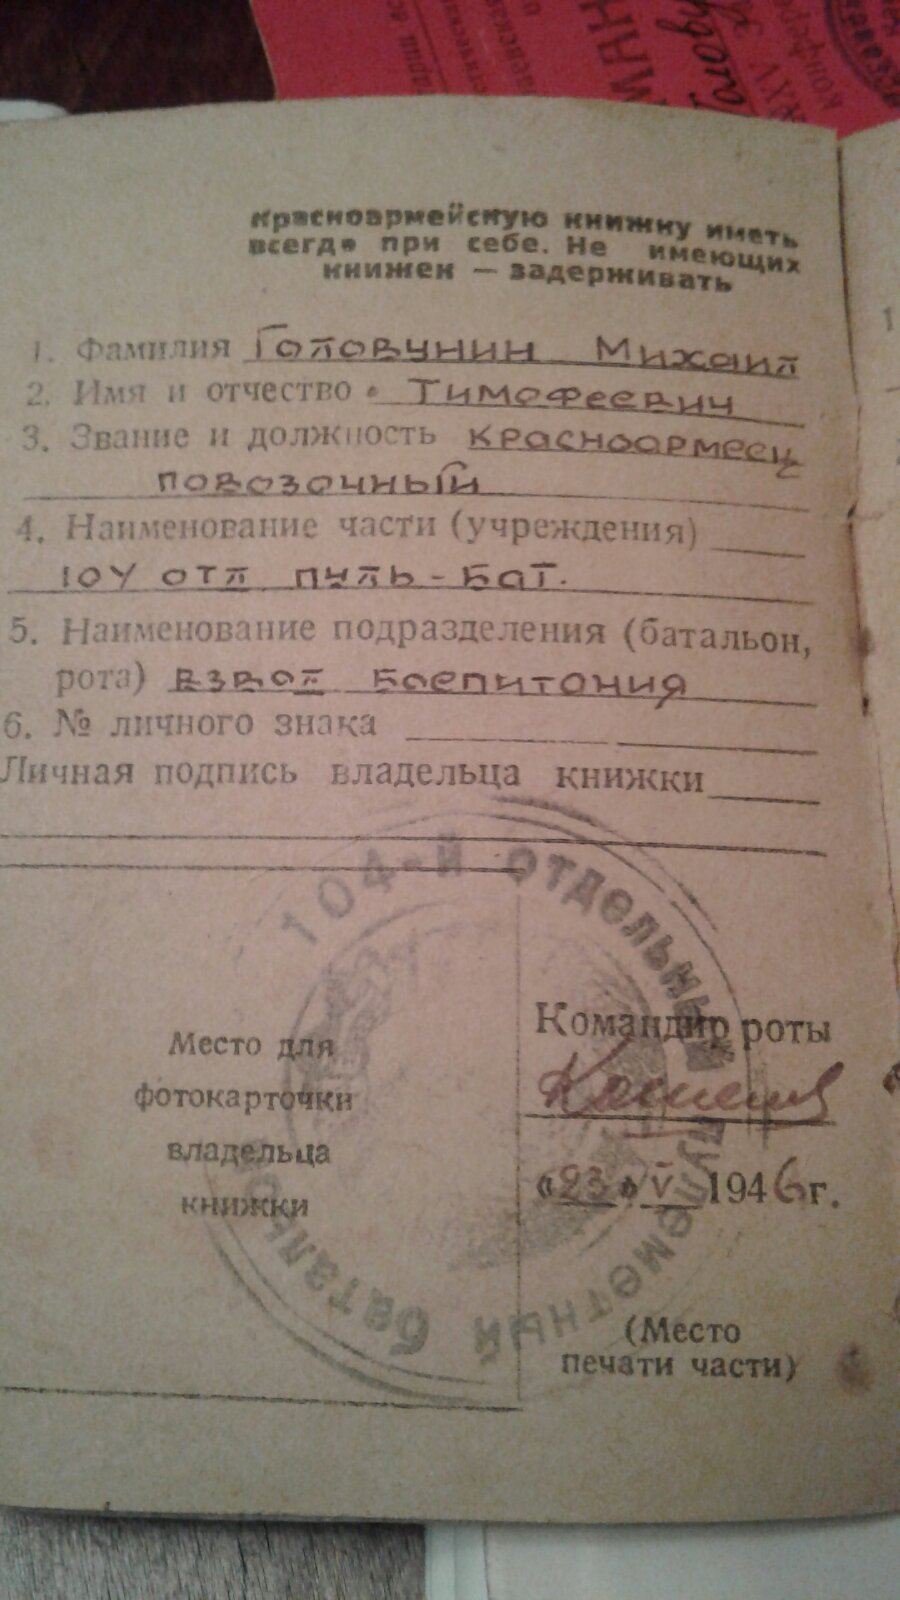 Красноармейскую книжку иметь
всегда при себе. Не имеющих
книжек — задерживать
1. Фамилия Головунин Михаил
2. Имя и отчество Тимофеевич
3. Звание и должность красноармеец
повозочный
4. Наименование части (учреждения)
104 отд пуль-бат.
5. Наименование подразделения (батальон,
рота) взвод боепитония
6. № личного знака
Личная подпись владельца книжки
104-й отдельный пулеметный батальон
Место для
фотокарточки
владельца
книжки
Командир роты
«23» V 1946г.
(Место
печати части)